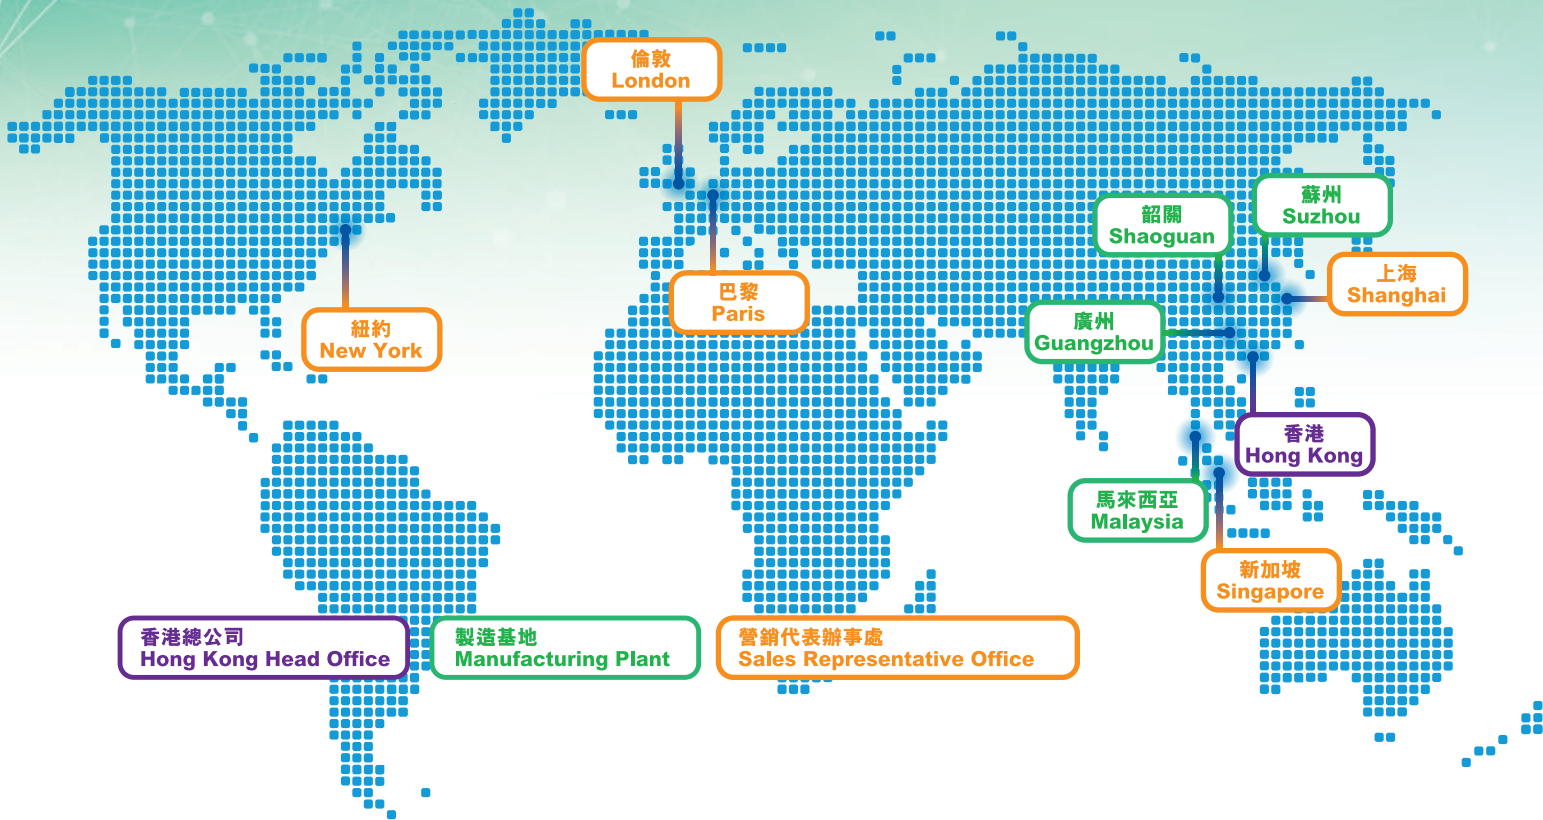 倫敦
London
蘇州
Suzhou
韶關
Shaoguan
上海
Shanghai
巴黎
Paris
紐約
New York
廣州
Guangzhou
香港
Hong Kong
馬來西亞
Malaysia
新加坡
Singapore
香港總公司
Hong Kong Head Office
製造基地
Manufacturing Plant
營銷代表辦事處
Sales Representative Office